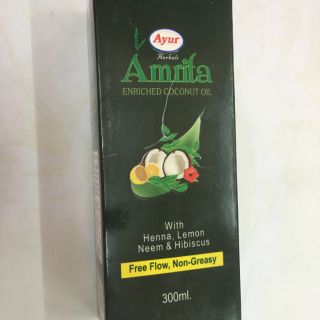 Ayur
Herbals
Amrita
ENRICHED COCONUT OIL
With
Henna, Lemon
Neem & Hibiscus
Free Flow, Non-Greasy
300ml.